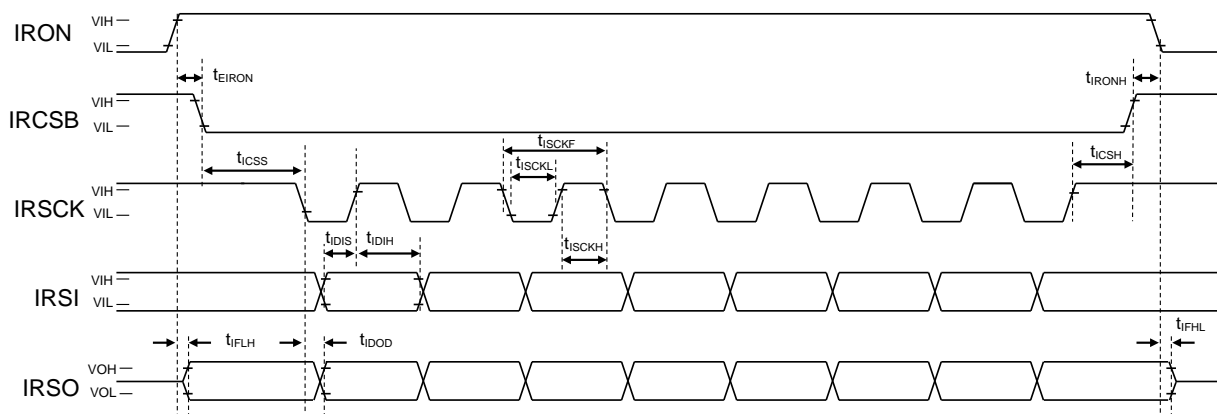 IRON
VIH
VIL
tEIRON
tIRONH
IRCSB
VIH
VIL
tISCKF
tICSS
tISCKL
tICSH
IRSCK
VIH
VIL
tIDIS
tIDIH
tISCKH
IRSI
VIH
VIL
tIFLH
tIDOD
tIFHL
IRSO
VOH
VOL